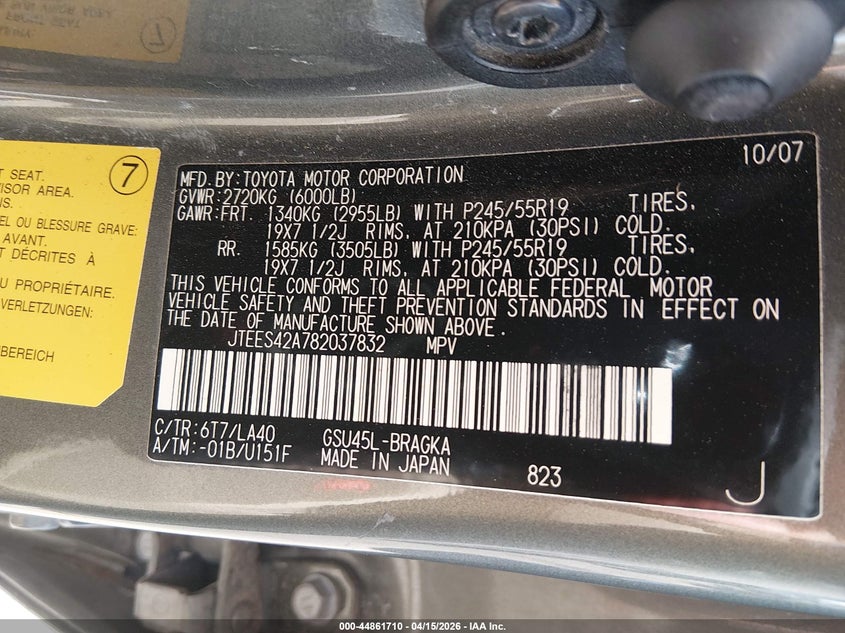 7
T SEAT.
VISOR AREA.
EL OU BLESSURE GRAVE:
AVANT.
T DÉCRITES À
U PROPRIÉTAIRE.
VERLETZUNGEN:
NBEREICH
10/07
MFD.BY:TOYOTA MOTOR CORPORATION
GVWR:2720KG (6000LB)
GAWR:FRT. 1340KG (2955LB) WITH P245/55R19 TIRES,
19X7 1/2J RIMS, AT 210KPA (30PSI) COLD.
RR. 1585KG (3505LB) WITH P245/55R19 TIRES,
19X7 1/2J RIMS, AT 210KPA (30PSI) COLD.
THIS VEHICLE CONFORMS TO ALL APPLICABLE FEDERAL MOTOR
VEHICLE SAFETY AND THEFT PREVENTION STANDARDS IN EFFECT ON
THE DATE OF MANUFACTURE SHOWN ABOVE.
JTEES42A782037832 MPV
C/TR:6T7/LA40 GSU45L-BRAGKA
A/TM:-01B/U151F MADE IN JAPAN
823
J
000-44861710 - 04/15/2026 - IAA Inc.